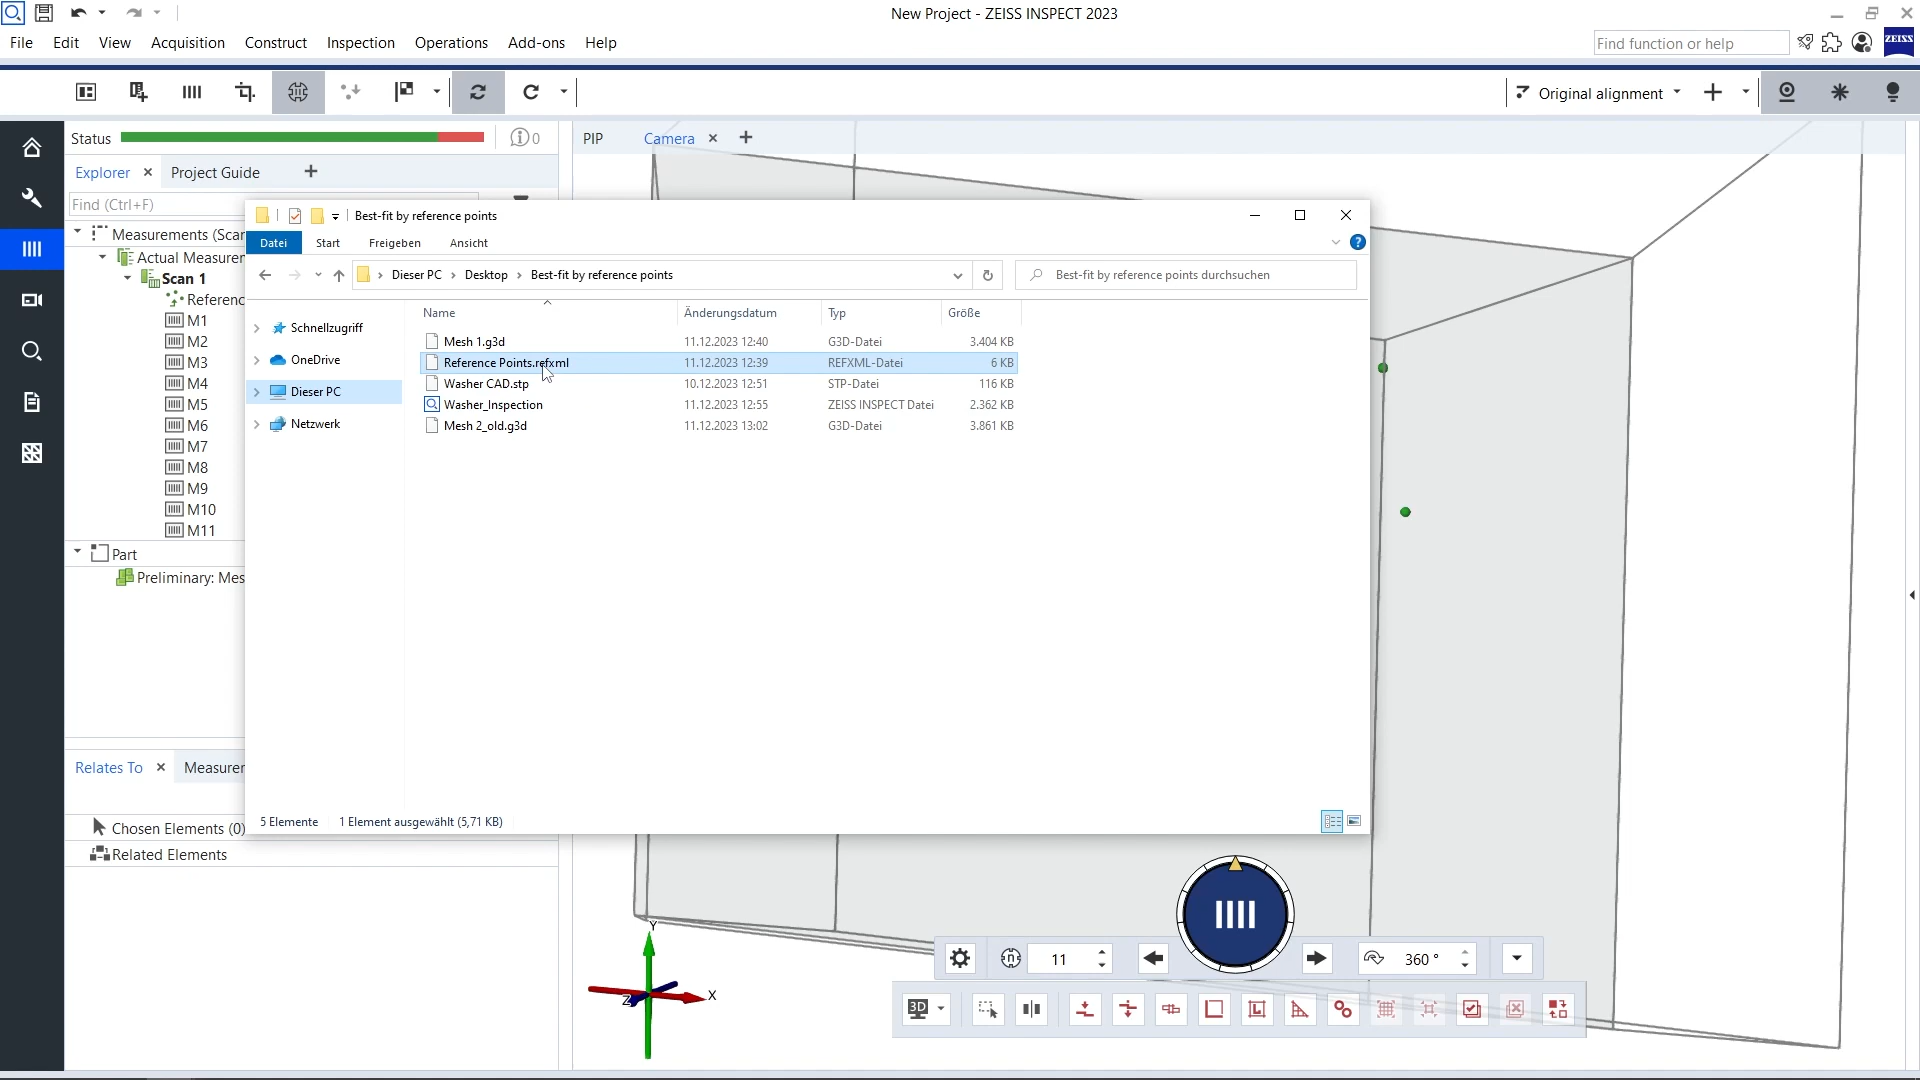 New Project - ZEISS INSPECT 2023
File Edit View Acquisition Construct Inspection Operations Add-ons Help
Find function or help
ZEISS
Original alignment
Status
0
PIP Camera
Explorer Project Guide
Find (Ctrl+F)
Measurements (Scan
Actual Measurem
Scan 1
Referenc
M1
M2
M3
M4
M5
M6
M7
M8
M9
M10
M11
Part
Preliminary: Mes
Relates To Measurer
Chosen Elements (0)
Related Elements
Best-fit by reference points
Datei Start Freigeben Ansicht
Dieser PC Desktop Best-fit by reference points
Best-fit by reference points durchsuchen
Schnellzugriff
OneDrive
Dieser PC
Netzwerk
Name Änderungsdatum Typ Größe
Mesh 1.g3d 11.12.2023 12:40 G3D-Datei 3.404 KB
Reference Points.refxml 11.12.2023 12:39 REFXML-Datei 6 KB
Washer CAD.stp 10.12.2023 12:51 STP-Datei 116 KB
Washer_Inspection 11.12.2023 12:55 ZEISS INSPECT Datei 2.362 KB
Mesh 2_old.g3d 11.12.2023 13:02 G3D-Datei 3.861 KB
5 Elemente 1 Element ausgewählt (5,71 KB)
Y
X
Z
n 11 360 °
3D